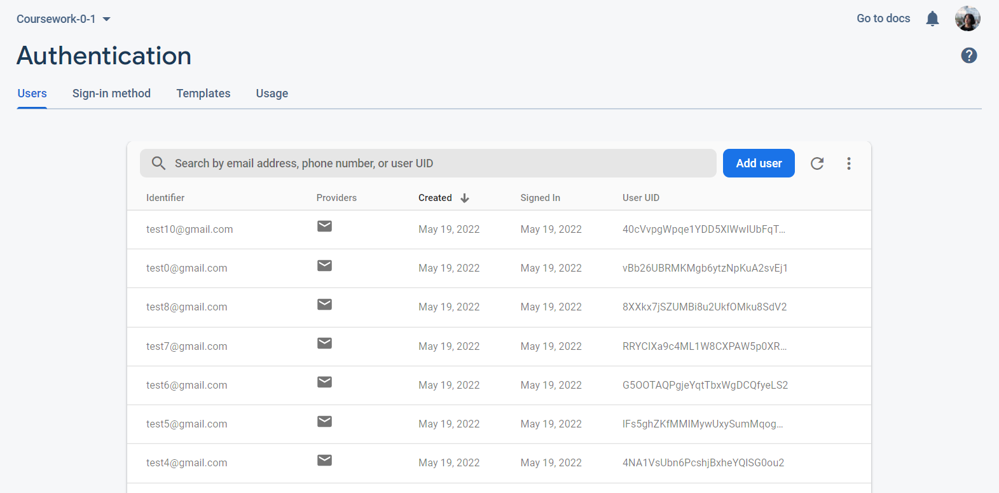 Coursework-0-1
Go to docs
Authentication
Users Sign-in method Templates Usage
Search by email address, phone number, or user UID
Add user
Identifier Providers Created Signed In User UID
test10@gmail.com May 19, 2022 May 19, 2022 40cVvpgWpqe1YDD5XIWwIUbFqT...
test0@gmail.com May 19, 2022 May 19, 2022 vBb26UBRMKMgb6ytzNpKuA2svEj1
test8@gmail.com May 19, 2022 May 19, 2022 8XXkx7jSZUMBi8u2UkfOMku8SdV2
test7@gmail.com May 19, 2022 May 19, 2022 RRYCIXa9c4ML1W8CXPAW5p0XR...
test6@gmail.com May 19, 2022 May 19, 2022 G5OOTAQPgjeYqtTbxWgDCQfyeLS2
test5@gmail.com May 19, 2022 May 19, 2022 IFs5ghZKfMMIMywUxySumMqog...
test4@gmail.com May 19, 2022 May 19, 2022 4NA1VsUbn6PcshjBxheYQISG0ou2